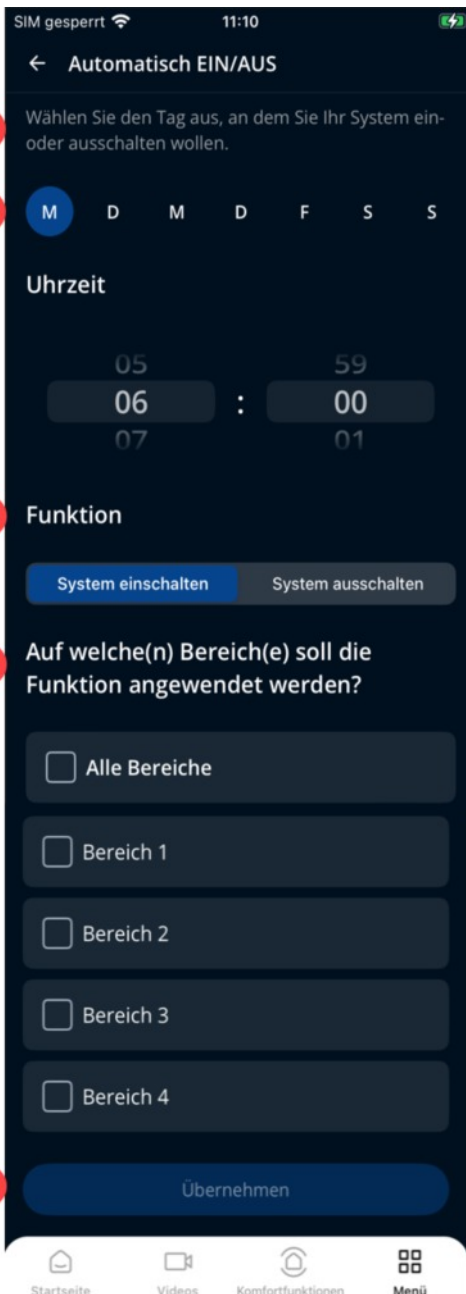 SIM gesperrt 11:10
← Automatisch EIN/AUS
Wählen Sie den Tag aus, an dem Sie Ihr System ein-
oder ausschalten wollen.
M D M D F S S
Uhrzeit
05 59
06 : 00
07 01
Funktion
System einschalten System ausschalten
Auf welche(n) Bereich(e) soll die
Funktion angewendet werden?
Alle Bereiche
Bereich 1
Bereich 2
Bereich 3
Bereich 4
Übernehmen
Startseite Videos Komfortfunktionen Menü